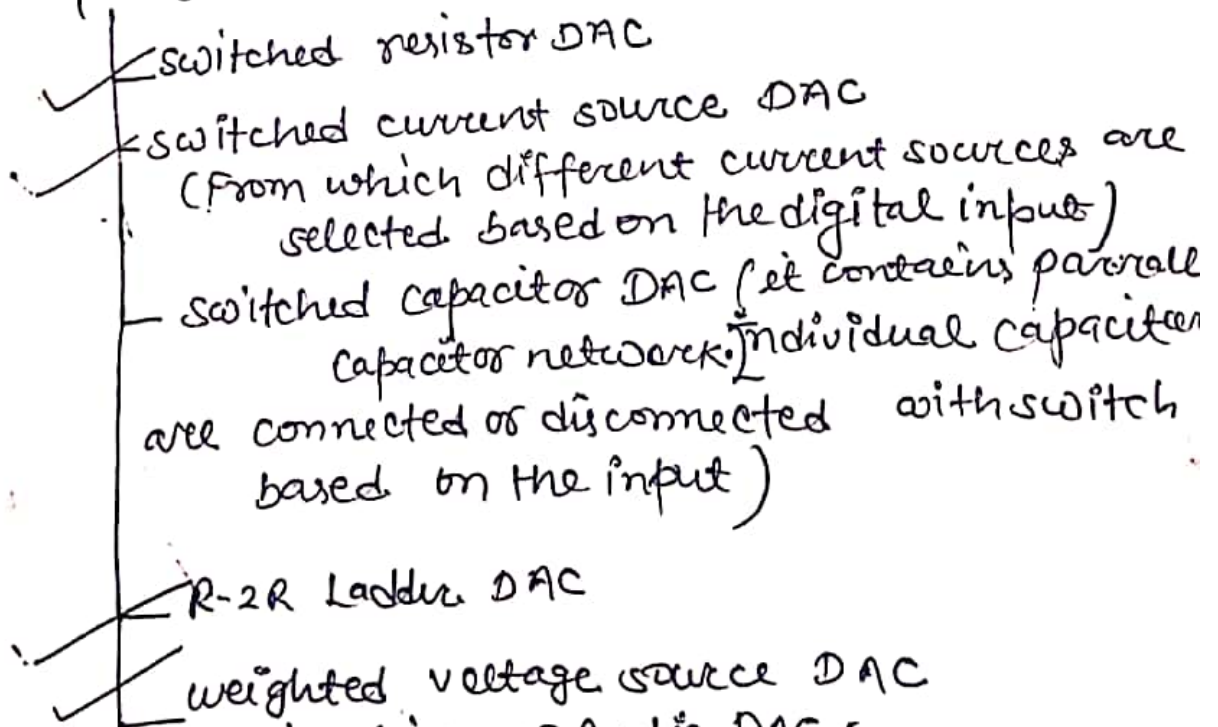 switched resistor DAC
switched current source DAC
(From which different current sources are
selected based on the digital input)
switched capacitor DAC (it contains parrale
capacitor network. Individual capacitor
are connected or disconnected with switch
based on the input)
R-2R Ladder DAC
weighted voltage source DAC
DAC